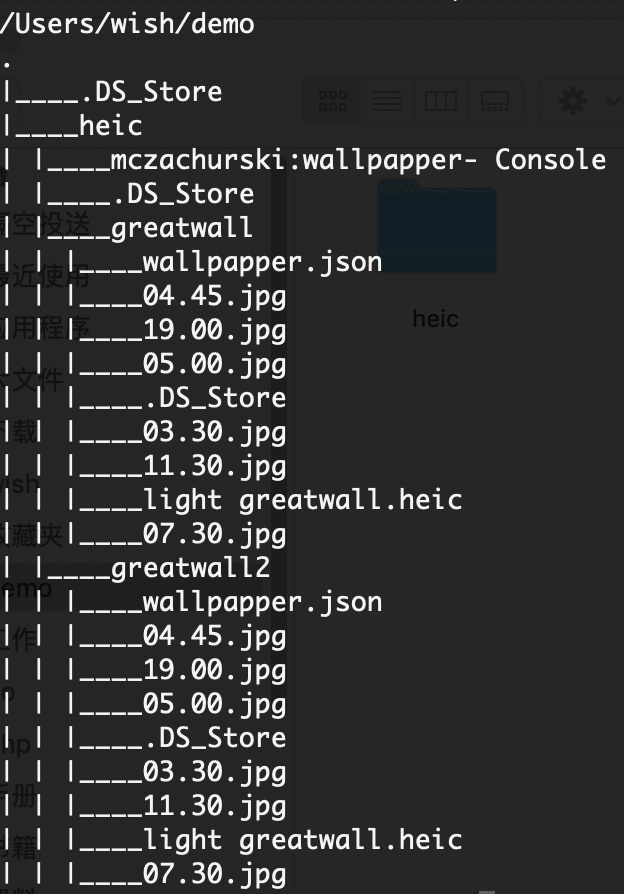 /Users/wish/demo
.
|____.DS_Store
|____heic
| |____mczachurski:wallpapper- Console
| |____.DS_Store
| |____greatwall
| | |____wallpapper.json
| | |____04.45.jpg
| | |____19.00.jpg
| | |____05.00.jpg
| | |____.DS_Store
| | |____03.30.jpg
| | |____11.30.jpg
| | |____light greatwall.heic
| | |____07.30.jpg
| |____greatwall2
| | |____wallpapper.json
| | |____04.45.jpg
| | |____19.00.jpg
| | |____05.00.jpg
| | |____.DS_Store
| | |____03.30.jpg
| | |____11.30.jpg
| | |____light greatwall.heic
| | |____07.30.jpg
heic